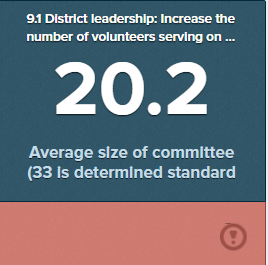 9.1 District leadership: Increase the
number of volunteers serving on ...
20.2
Average size of committee
(33 is determined standard